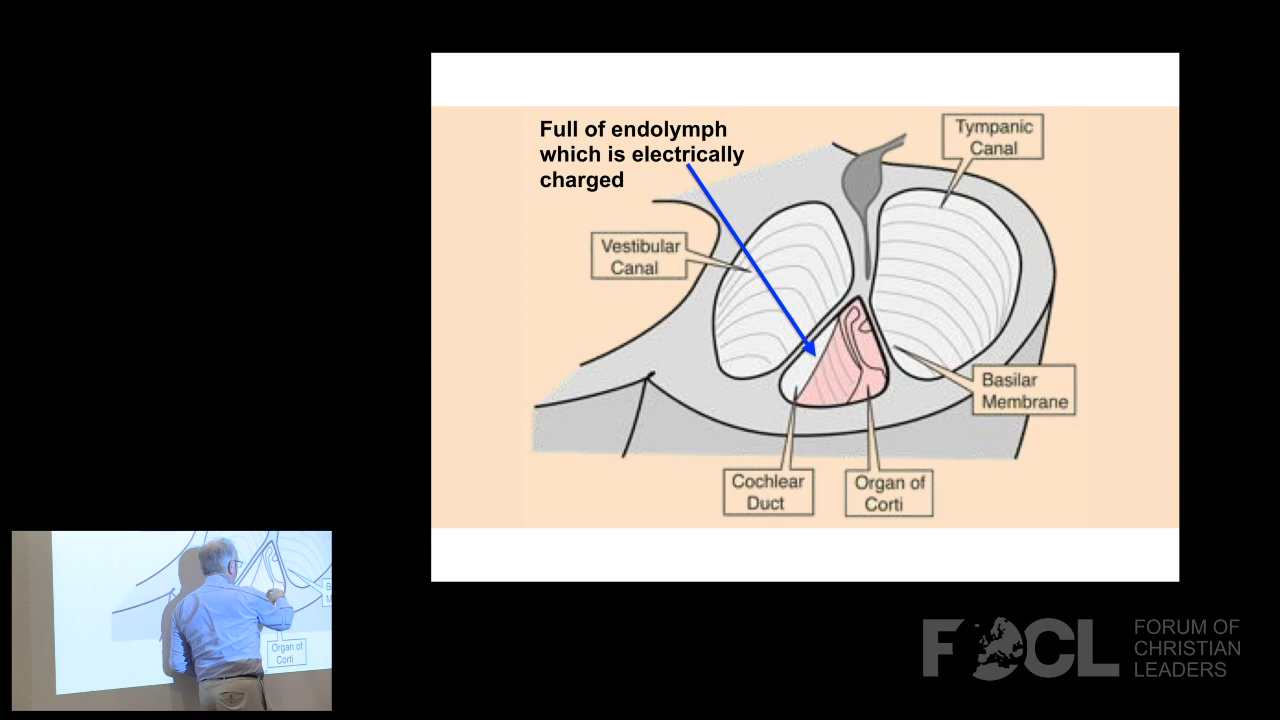 Full of endolymph
which is electrically
charged
Tympanic
Canal
Vestibular
Canal
Basilar
Membrane
Cochlear
Duct
Organ of
Corti
Organ of
Corti
B
M
FOCL
FORUM OF
CHRISTIAN
LEADERS